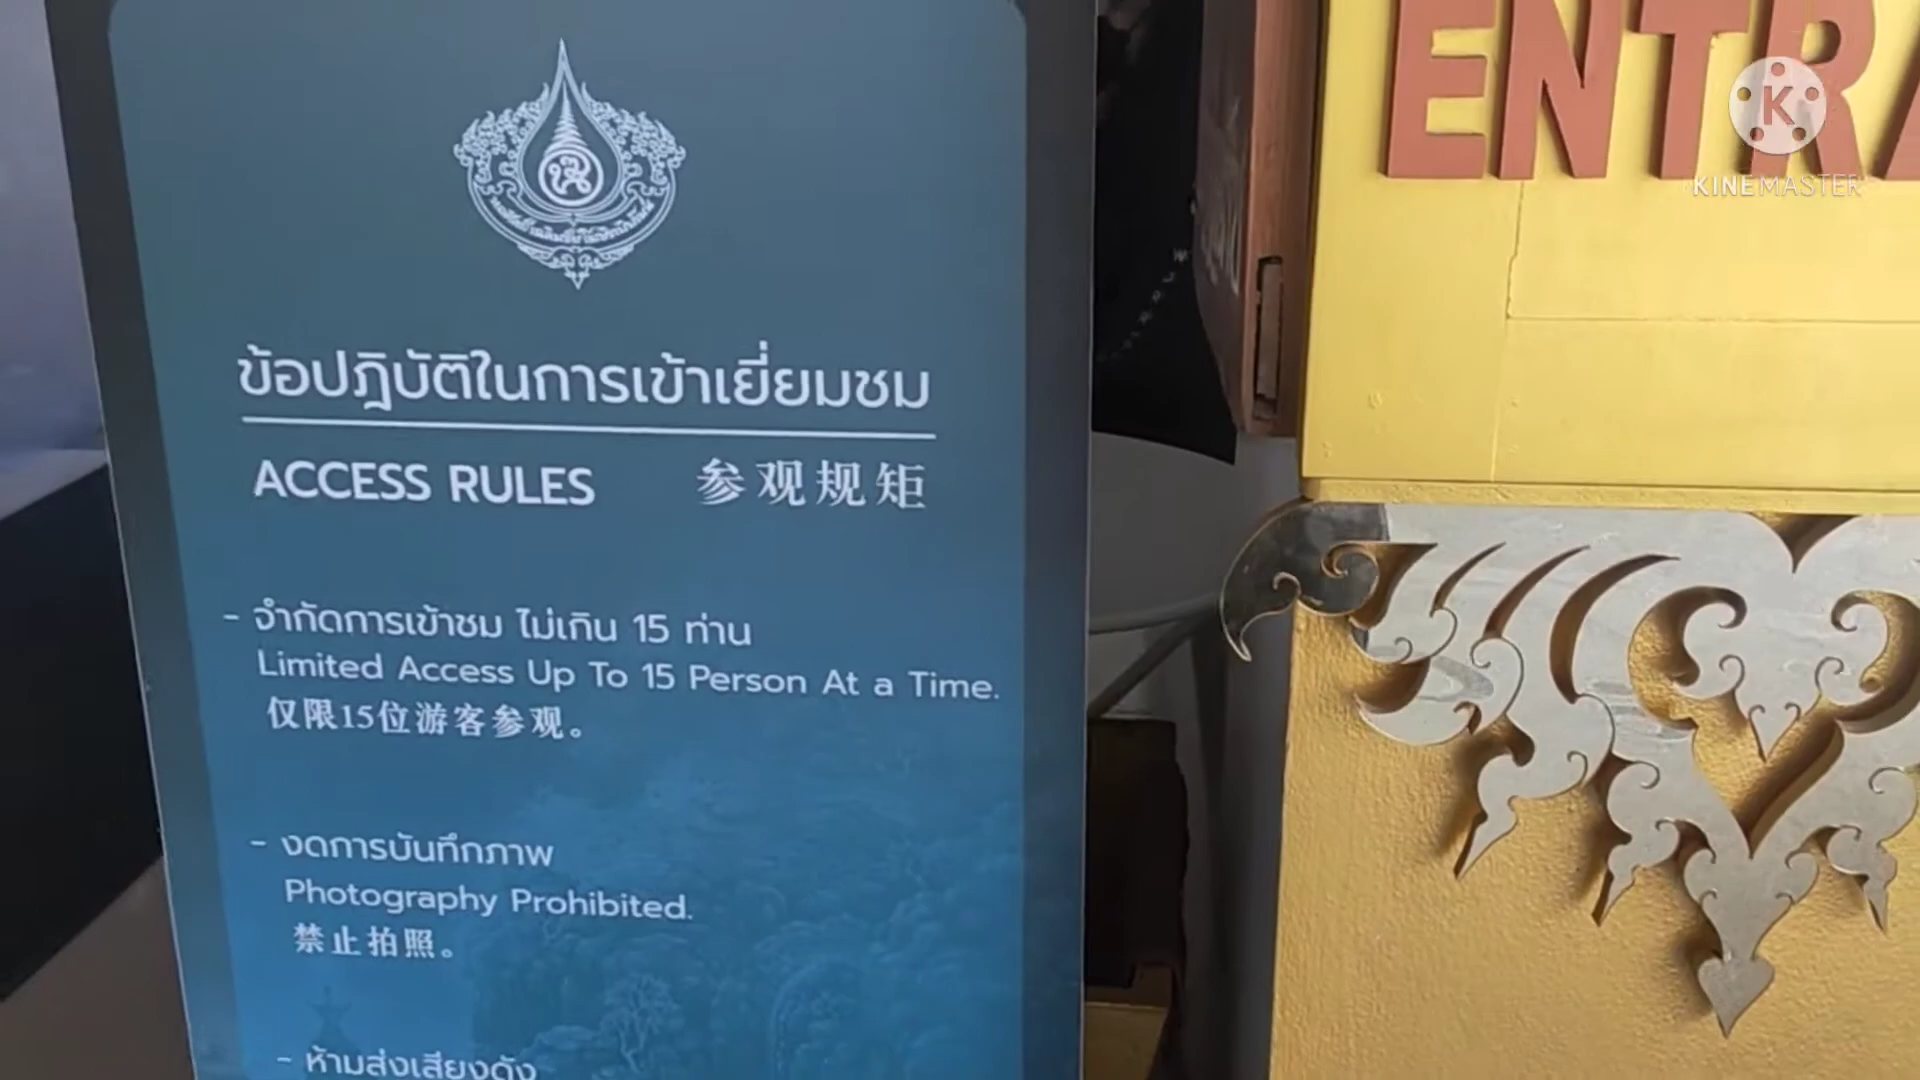 ข้อปฏิบัติในการเข้าเยี่ยมชม
ACCESS RULES 参观规矩
- จำกัดการเข้าชม ไม่เกิน 15 ท่าน
Limited Access Up To 15 Person At a Time.
仅限15位游客参观。
- งดการบันทึกภาพ
Photography Prohibited.
禁止拍照。
- ห้ามส่งเสียงดัง
ENTRA
KINEMASTER